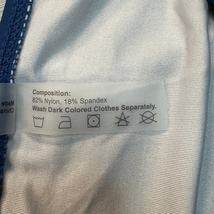 Composition:
82% Nylon, 18% Spandex
Wash Dark Colored Clothes Separately.